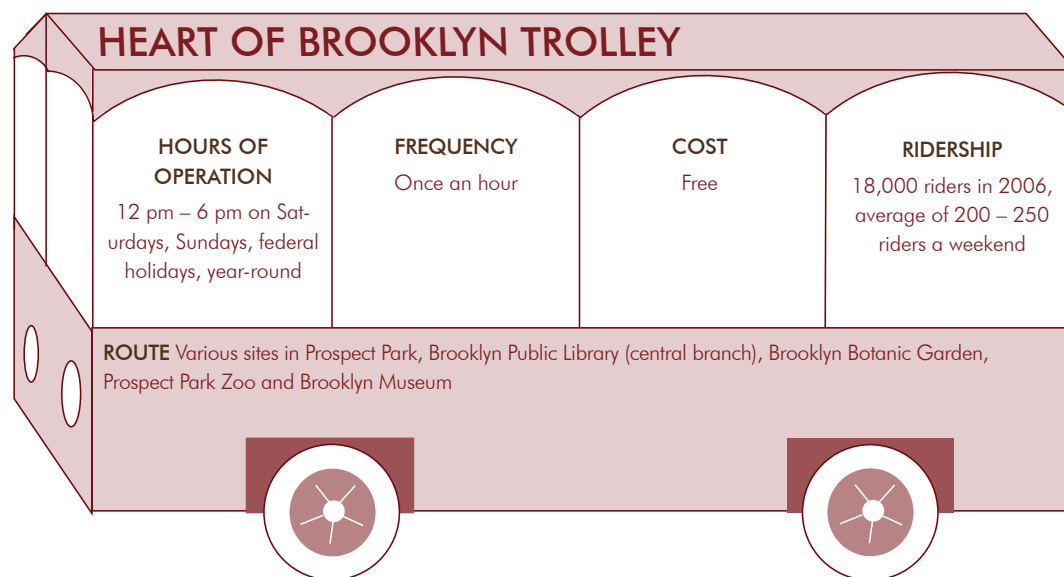 HEART OF BROOKLYN TROLLEY
HOURS OF
OPERATION
12 pm – 6 pm on Sat-
urdays, Sundays, federal
holidays, year-round
FREQUENCY
Once an hour
COST
Free
RIDERSHIP
18,000 riders in 2006,
average of 200 – 250
riders a weekend
ROUTE Various sites in Prospect Park, Brooklyn Public Library (central branch), Brooklyn Botanic Garden,
Prospect Park Zoo and Brooklyn Museum